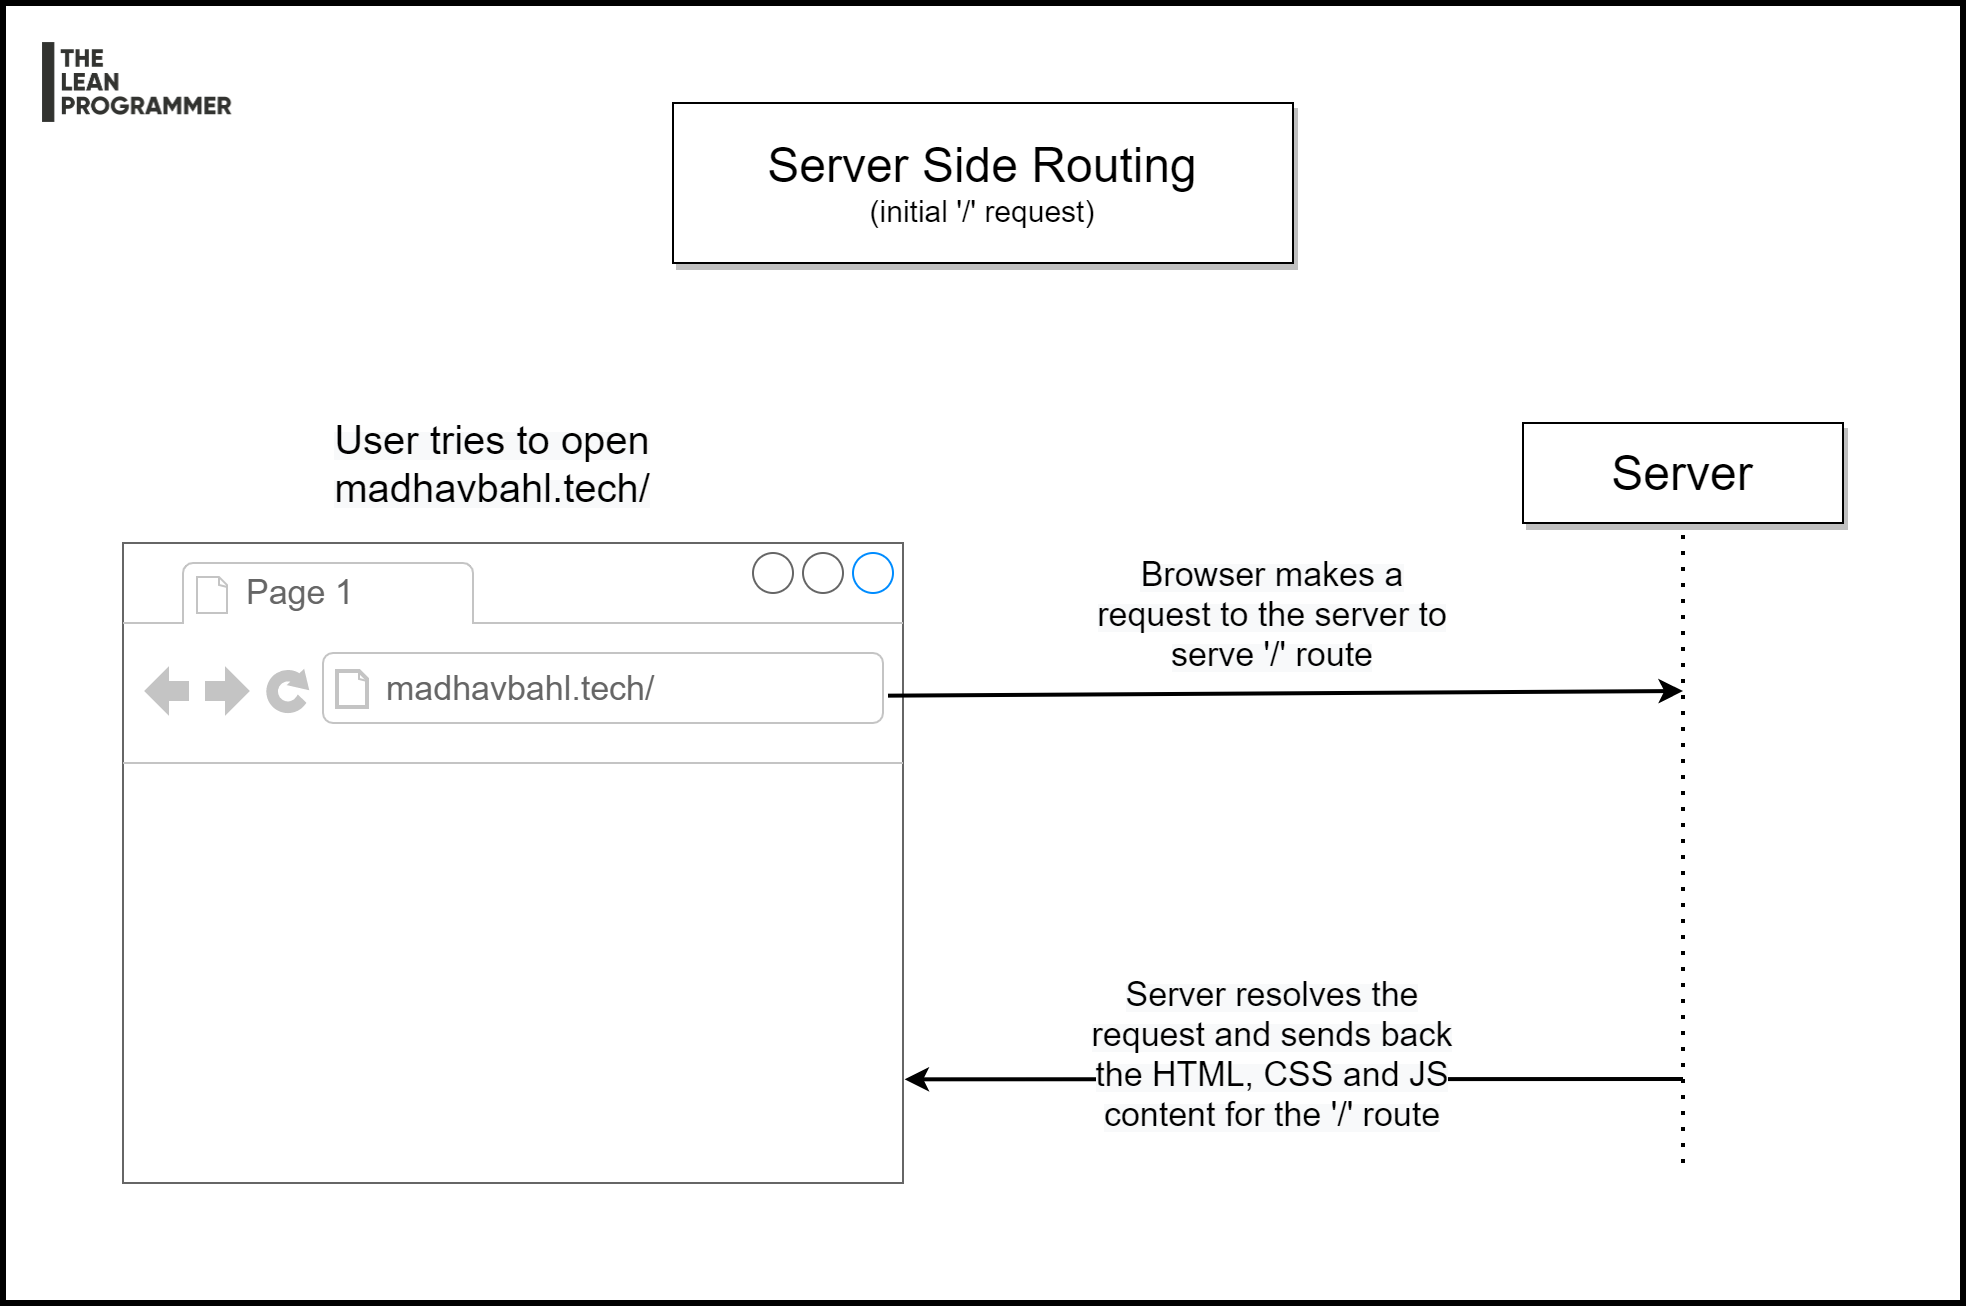 THE
LEAN
PROGRAMMER
Server Side Routing
(initial '/' request)
User tries to open
madhavbahl.tech/
Page 1
madhavbahl.tech/
Browser makes a
request to the server to
serve '/' route
Server
Server resolves the
request and sends back
the HTML, CSS and JS
content for the '/' route